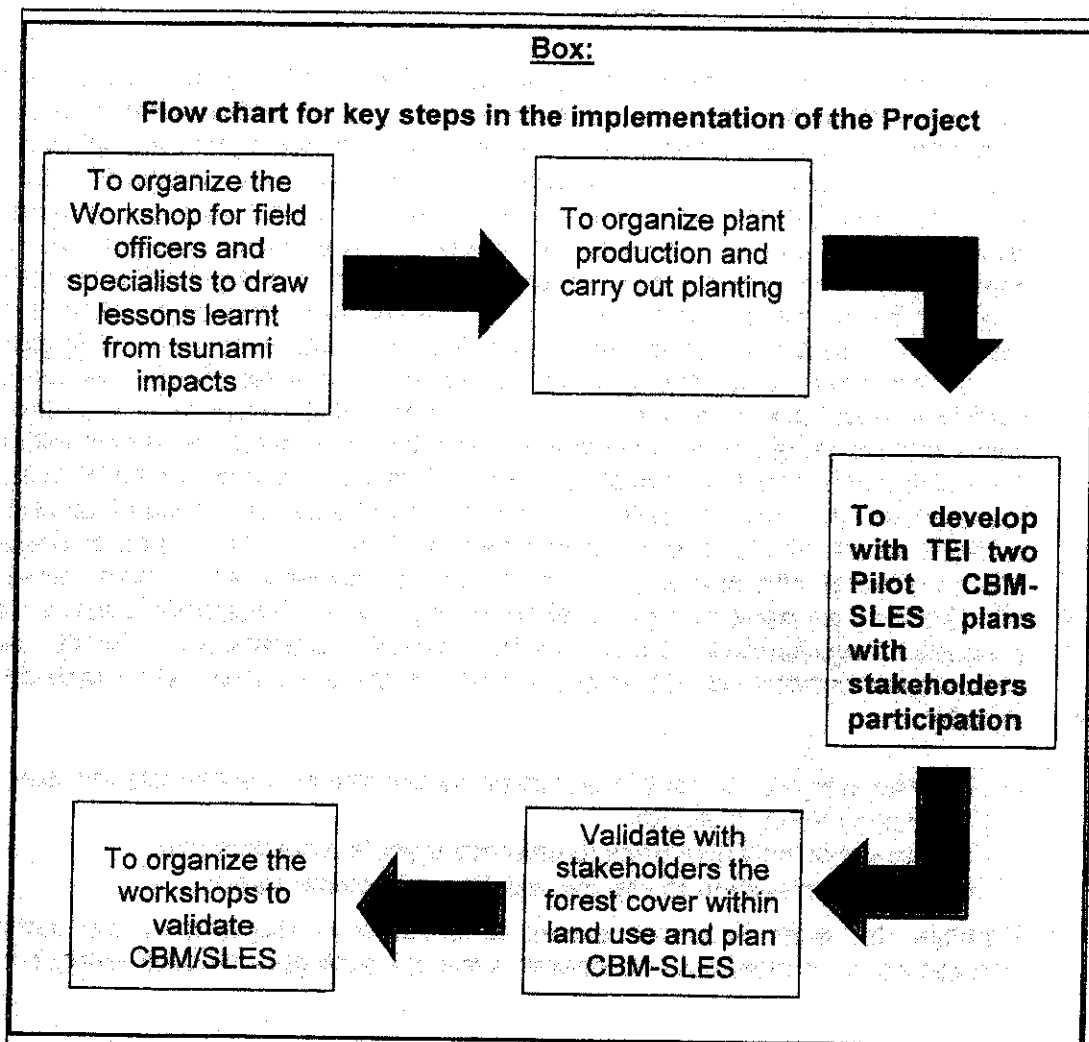 Box:
Flow chart for key steps in the implementation of the Project
To organize the
Workshop for field
officers and
specialists to draw
lessons learnt
from tsunami
impacts
To organize plant
production and
carry out planting
To develop
with TEI two
Pilot CBM-
SLES plans
with
stakeholders
participation
Validate with
stakeholders the
forest cover within
land use and plan
CBM-SLES
To organize the
workshops to
validate
CBM/SLES